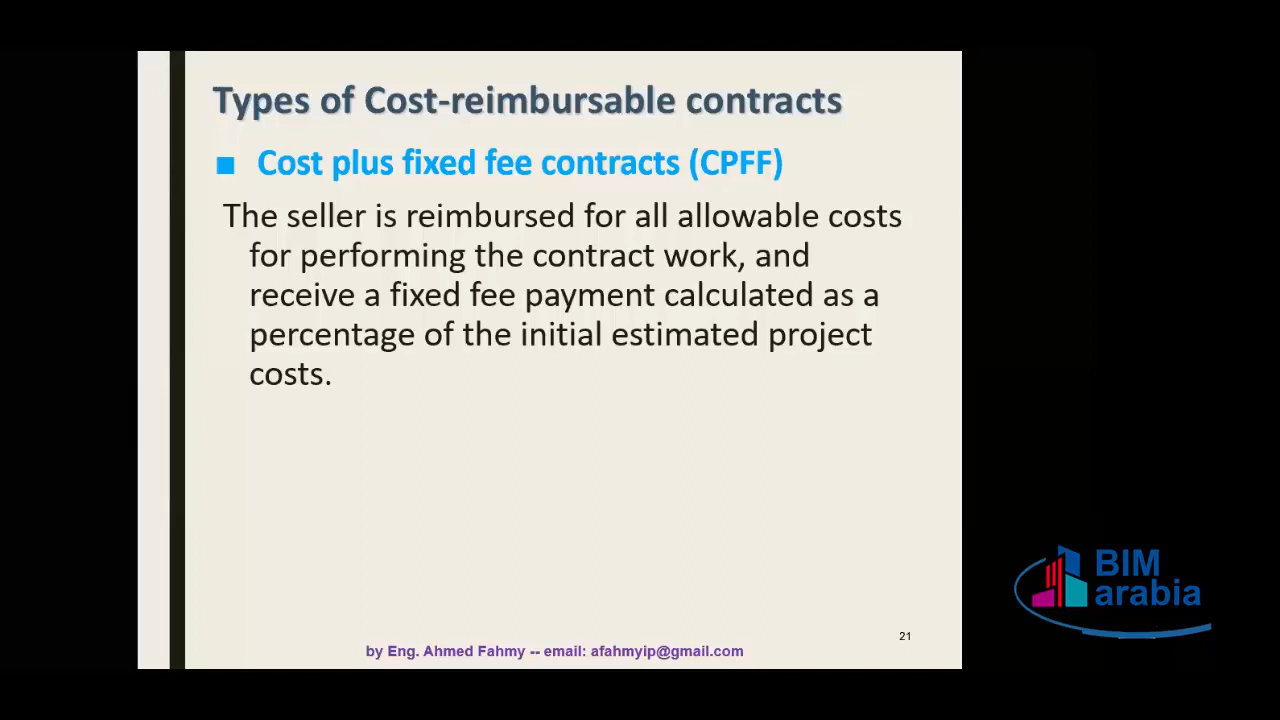 Types of Cost-reimbursable contracts
■ Cost plus fixed fee contracts (CPFF)
The seller is reimbursed for all allowable costs
for performing the contract work, and
receive a fixed fee payment calculated as a
percentage of the initial estimated project
costs.
BIM
arabia
21
by Eng. Ahmed Fahmy -- email: afahmyip@gmail.com